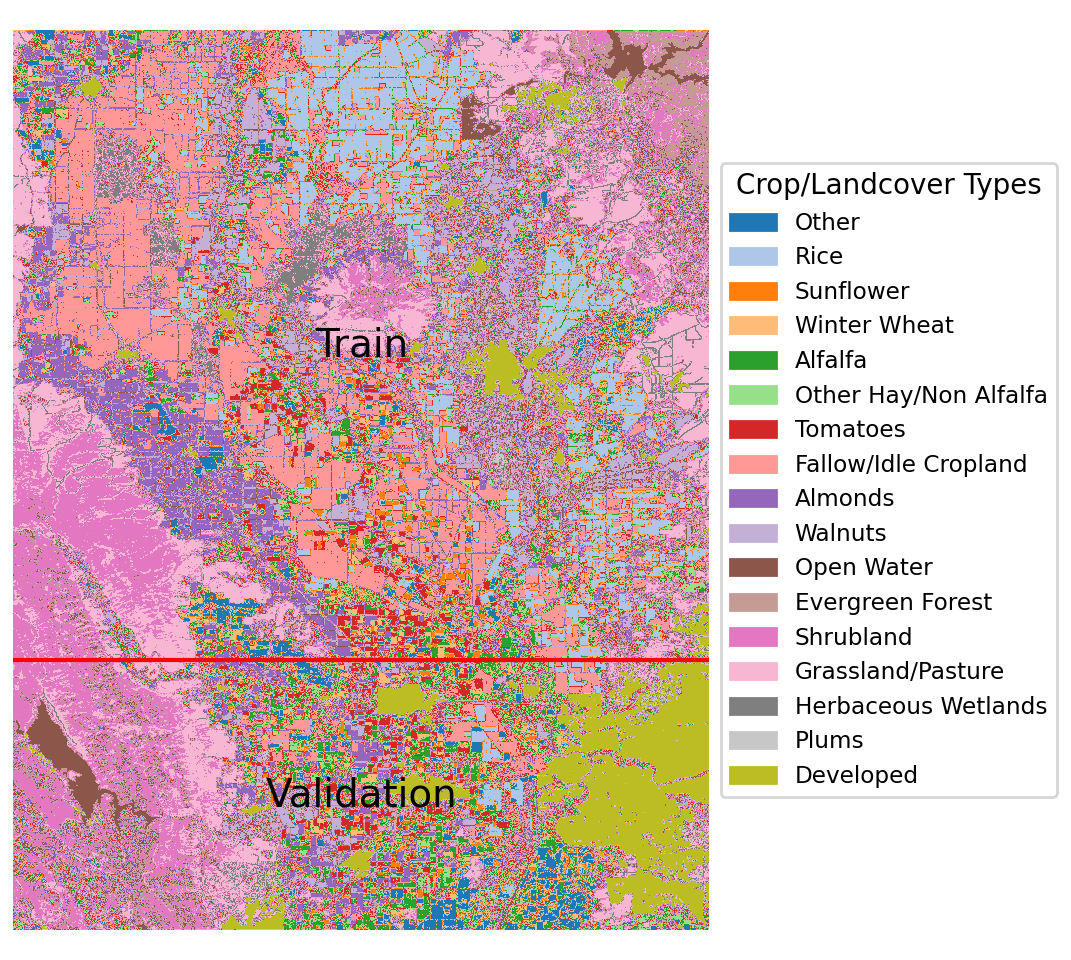 Train
Validation
Crop/Landcover Types
Other
Rice
Sunflower
Winter Wheat
Alfalfa
Other Hay/Non Alfalfa
Tomatoes
Fallow/Idle Cropland
Almonds
Walnuts
Open Water
Evergreen Forest
Shrubland
Grassland/Pasture
Herbaceous Wetlands
Plums
Developed